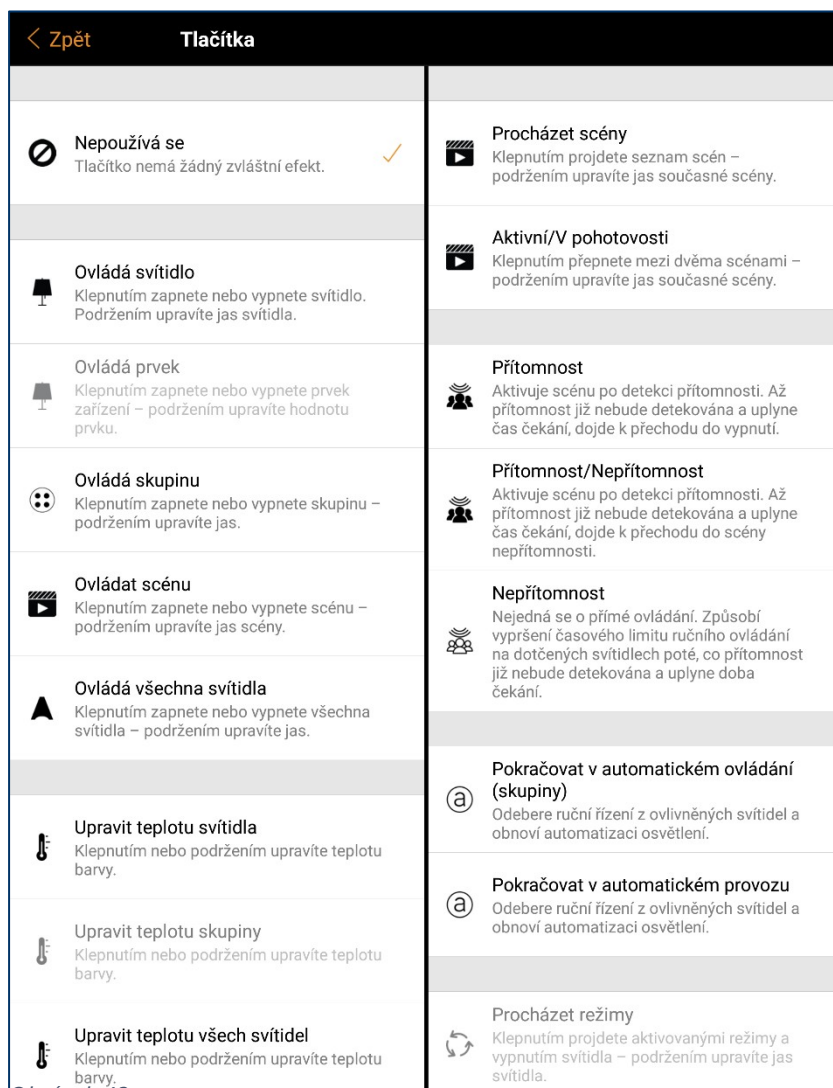 Zpět
Tlačítka
Nepoužívá se
Tlačítko nemá žádný zvláštní efekt.
Ovládá svítidlo
Klepnutím zapnete nebo vypnete svítidlo.
Podržením upravíte jas svítidla.
Ovládá prvek
Klepnutím zapnete nebo vypnete prvek
zařízení – podržením upravíte hodnotu
prvku.
Ovládá skupinu
Klepnutím zapnete nebo vypnete skupinu –
podržením upravíte jas.
Ovládat scénu
Klepnutím zapnete nebo vypnete scénu –
podržením upravíte jas scény.
Ovládá všechna svítidla
Klepnutím zapnete nebo vypnete všechna
svítidla – podržením upravíte jas.
Upravit teplotu svítidla
Klepnutím nebo podržením upravíte teplotu
barvy.
Upravit teplotu skupiny
Klepnutím nebo podržením upravíte teplotu
barvy.
Upravit teplotu všech svítidel
Klepnutím nebo podržením upravíte teplotu
barvy.
Procházet scény
Klepnutím projdete seznam scén –
podržením upravíte jas současné scény.
Aktivní/V pohotovosti
Klepnutím přepnete mezi dvěma scénami –
podržením upravíte jas současné scény.
Přítomnost
Aktivuje scénu po detekci přítomnosti. Až
přítomnost již nebude detekována a uplyne
čas čekání, dojde k přechodu do vypnutí.
Přítomnost/Nepřítomnost
Aktivuje scénu po detekci přítomnosti. Až
přítomnost již nebude detekována a uplyne
čas čekání, dojde k přechodu do scény
nepřítomnosti.
Nepřítomnost
Nejedná se o přímé ovládání. Způsobí
vypršení časového limitu ručního ovládání
na dotčených svítidlech poté, co přítomnost
již nebude detekována a uplyne doba
čekání.
Pokračovat v automatickém ovládání
(skupiny)
Odebere ruční řízení z ovlivněných svítidel a
obnoví automatizaci osvětlení.
Pokračovat v automatickém provozu
Odebere ruční řízení z ovlivněných svítidel a
obnoví automatizaci osvětlení.
Procházet režimy
Klepnutím projdete aktivovanými režimy a
vypnutím svítidla – podržením upravíte jas
svítidla.